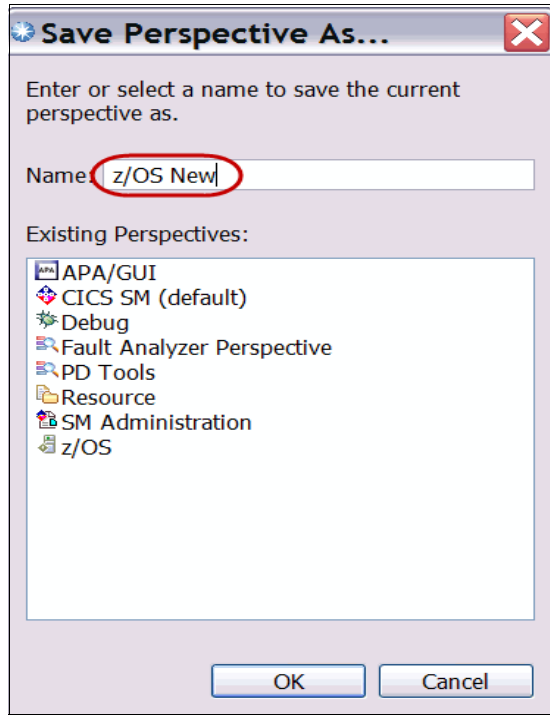 Save Perspective As...
Enter or select a name to save the current
perspective as.
Name: z/OS New
Existing Perspectives:
APA APA/GUI
CICS SM (default)
Debug
Fault Analyzer Perspective
PD Tools
Resource
SM Administration
z/OS
OK Cancel